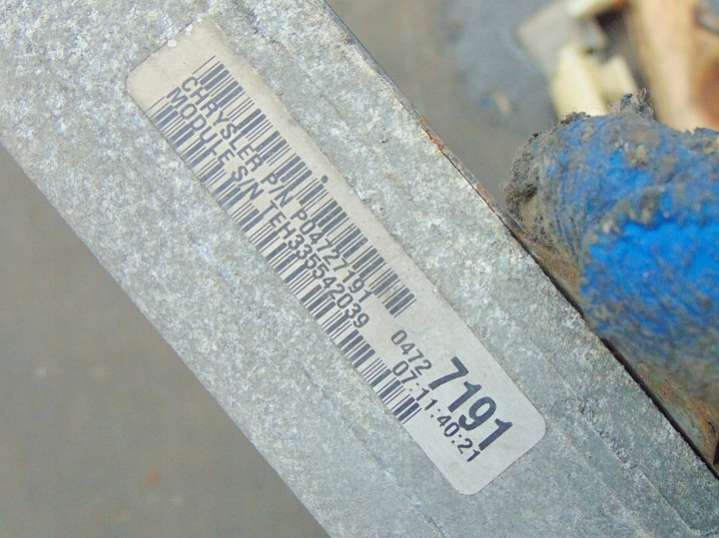 CHRYSLER P/N P04727191
MODULE S/N TEH335542039
0472
7191
07:11:40:21